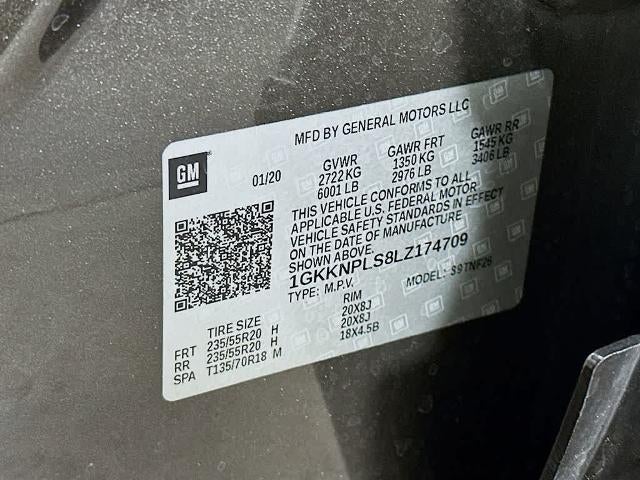 MFD BY GENERAL MOTORS LLC
GM
01/20 GVWR GAWR FRT GAWR RR
2722 KG 1350 KG 1545 KG
6001 LB 2976 LB 3406 LB
THIS VEHICLE CONFORMS TO ALL
APPLICABLE U.S. FEDERAL MOTOR
VEHICLE SAFETY STANDARDS IN EFFECT
ON THE DATE OF MANUFACTURE
SHOWN ABOVE.
1GKKNPLS8LZ174709
TYPE: M.P.V. MODEL: S9TNF26
TIRE SIZE RIM
FRT 235/55R20 H 20X8J
RR 235/55R20 H 20X8J
SPA T135/70R18 M 18X4.5B